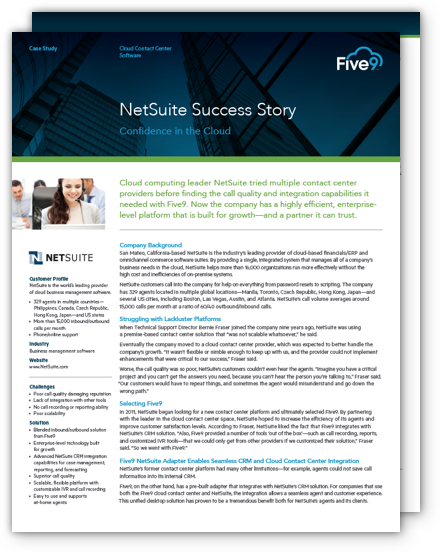 Case Study
Cloud Contact Center
Software
Five9
NetSuite Success Story
Confidence in the Cloud
Cloud computing leader NetSuite tried multiple contact center
providers before finding the call quality and integration capabilities it
needed with Five9. Now the company has a highly efficient, enterprise-
level platform that is built for growth—and a partner it can trust.
NETSUITE
Customer Profile
NetSuite is the world's leading provider
of cloud business management software.
• 329 agents in multiple countries—
Philippines, Canada, Czech Republic,
Hong Kong, Japan—and US states
• More than 15,000 inbound/outbound
calls per month
• Phone/online support
Industry
Business management software
Website
www.NetSuite.com
Challenges
• Poor call quality damaging reputation
• Lack of integration with other tools
• No call recording or reporting ability
• Poor scalability
Solution
• Blended inbound/outbound solution
from Five9
• Enterprise-level technology built
for growth
• Advanced NetSuite CRM integration
capabilities for case management,
reporting, and forecasting
• Superior call quality
• Scalable, flexible platform with
customizable IVR and call recording
• Easy to use and supports
at-home agents
Company Background
San Mateo, California-based NetSuite is the industry's leading provider of cloud-based financials/ERP and
omnichannel commerce software suites. By providing a single, integrated system that manages all of a company's
business needs in the cloud, NetSuite helps more than 16,000 organizations run more effectively without the
high cost and inefficiencies of on-premise systems.
NetSuite customers call into the company for help on everything from password resets to scripting. The company
has 329 agents located in multiple global locations—Manila, Toronto, Czech Republic, Hong Kong, Japan—and
several US cities, including Boston, Las Vegas, Austin, and Atlanta. NetSuite's call volume averages around
15,000 calls per month at a ratio of 60/40 outbound/inbound calls.
Struggling with Lackluster Platforms
When Technical Support Director Bernie Fraser joined the company nine years ago, NetSuite was using
a premise-based contact center solution that "was not scalable whatsoever," he said.
Eventually the company moved to a cloud contact center provider, which was expected to better handle the
company's growth. "It wasn't flexible or nimble enough to keep up with us, and the provider could not implement
enhancements that were critical to our success," Fraser said.
Worse, the call quality was so poor, NetSuite's customers couldn't even hear the agents. "Imagine you have a critical
project and you can't get the answers you need, because you can't hear the person you're talking to," Fraser said.
"Our customers would have to repeat things, and sometimes the agent would misunderstand and go down the
wrong path."
Selecting Five9
In 2011, NetSuite began looking for a new contact center platform and ultimately selected Five9. By partnering
with the leader in the cloud contact center space, NetSuite hoped to increase the efficiency of its agents and
improve customer satisfaction levels. According to Fraser, NetSuite liked the fact that Five9 integrates with
NetSuite's CRM solution. "Also, Five9 provided a number of tools 'out of the box'—such as call recording, reports,
and customized IVR tools—that we could only get from other providers if we customized their solution," Fraser
said. "So we went with Five9."
Five9 NetSuite Adapter Enables Seamless CRM and Cloud Contact Center Integration
NetSuite's former contact center platform had many other limitations—for example, agents could not save call
information into its internal CRM.
Five9, on the other hand, has a pre-built adapter that integrates with NetSuite's CRM solution. For companies that use
both the Five9 cloud contact center and NetSuite, the integration allows a seamless agent and customer experience.
This unified desktop solution has proven to be a tremendous benefit both for NetSuite's agents and its clients.